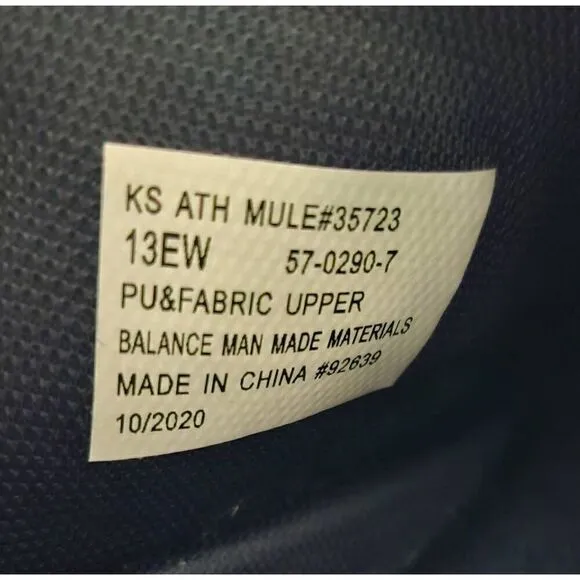 KS ATH MULE#35723
13EW 57-0290-7
PU&FABRIC UPPER
BALANCE MAN MADE MATERIALS
MADE IN CHINA #92639
10/2020